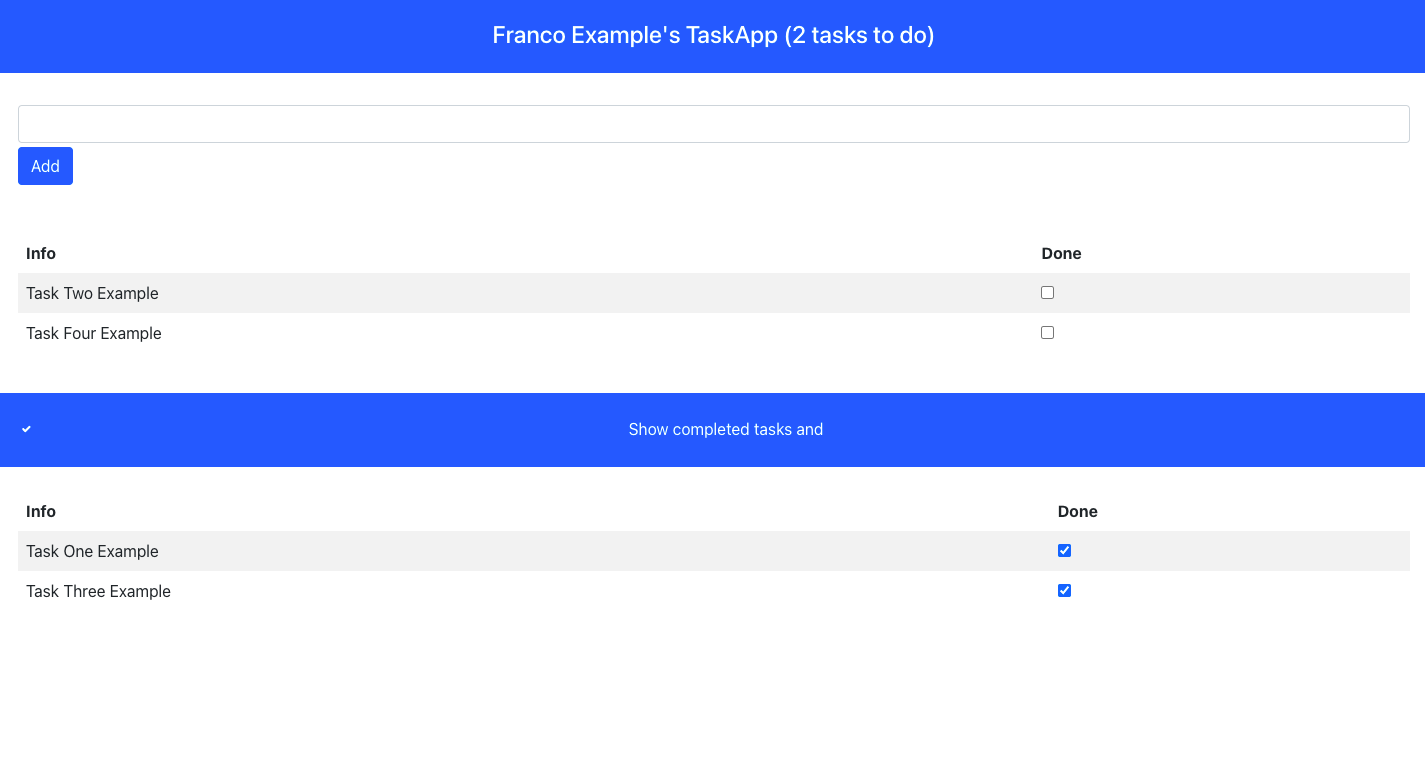 Franco Example's TaskApp (2 tasks to do)
Add
Info Done
Task Two Example
Task Four Example
Show completed tasks and
Info Done
Task One Example
Task Three Example